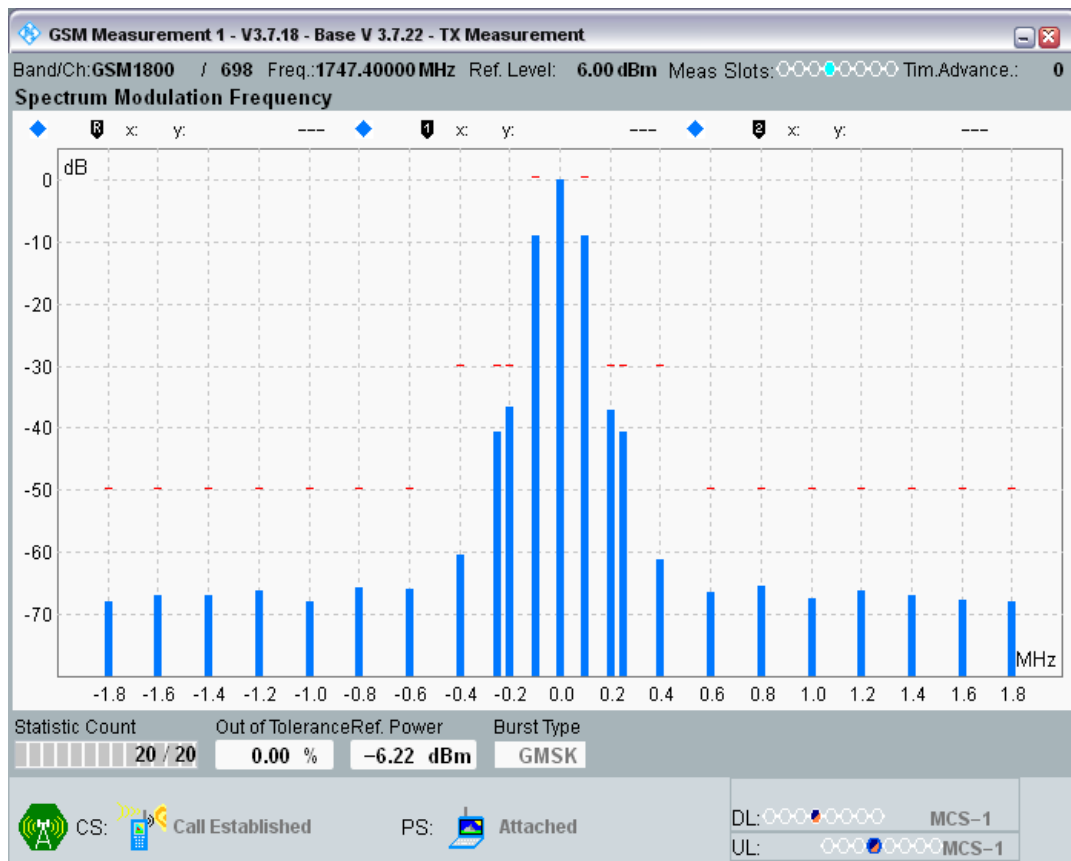 GSM Measurement 1 - V3.7.18 - Base V 3.7.22 - TX Measurement
Band/Ch:GSM1800 / 698 Freq.:1747.40000 MHz Ref. Level: 6.00 dBm Meas Slots: Tim.Advance.: 0
Spectrum Modulation Frequency
R x: y: --- 1 x: y: --- 2 x: y: ---
dB
0
-10
-20
-30
-40
-50
-60
-70
MHz
-1.8 -1.6 -1.4 -1.2 -1.0 -0.8 -0.6 -0.4 -0.2 0.0 0.2 0.4 0.6 0.8 1.0 1.2 1.4 1.6 1.8
Statistic Count Out of Tolerance Ref. Power Burst Type
20 / 20 0.00 % −6.22 dBm GMSK
CS: Call Established PS: Attached
DL: MCS−1
UL: MCS−1